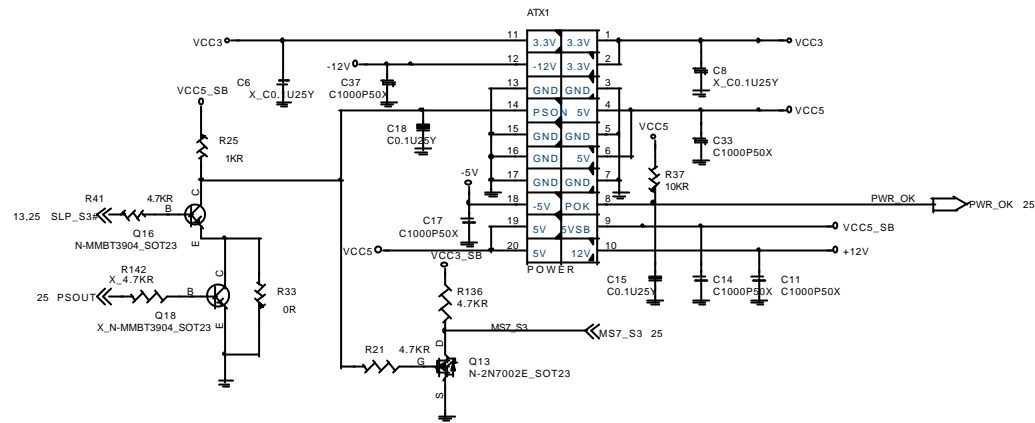 ATX1
VCC3
11
3.3V
3.3V
1
VCC3
-12V
12
-12V
3.3V
2
C6
X_C0.1U25Y
C37
C1000P50X
C8
X_C0.1U25Y
VCC5_SB
13
GND
GND
3
14
PSON
5V
4
VCC5
R25
1KR
C18
C0.1U25Y
15
GND
GND
5
VCC5
C33
C1000P50X
16
GND
5V
6
17
GND
GND
7
R37
10KR
-5V
R41
4.7KR
C
B
E
13,25 SLP_S3#
18
-5V
POK
8
PWR_OK
PWR_OK 25
Q16
N-MMBT3904_SOT23
C17
C1000P50X
19
5V
5VSB
9
VCC5_SB
VCC5
20
5V
12V
10
+12V
POWER
VCC3_SB
R142
X_4.7KR
C
B
E
25 PSOUT
R33
0R
Q18
X_N-MMBT3904_SOT23
R136
4.7KR
C15
C0.1U25Y
C14
C1000P50X
C11
C1000P50X
MS7_S3
MS7_S3 25
R21
4.7KR
D
G
S
Q13
N-2N7002E_SOT23